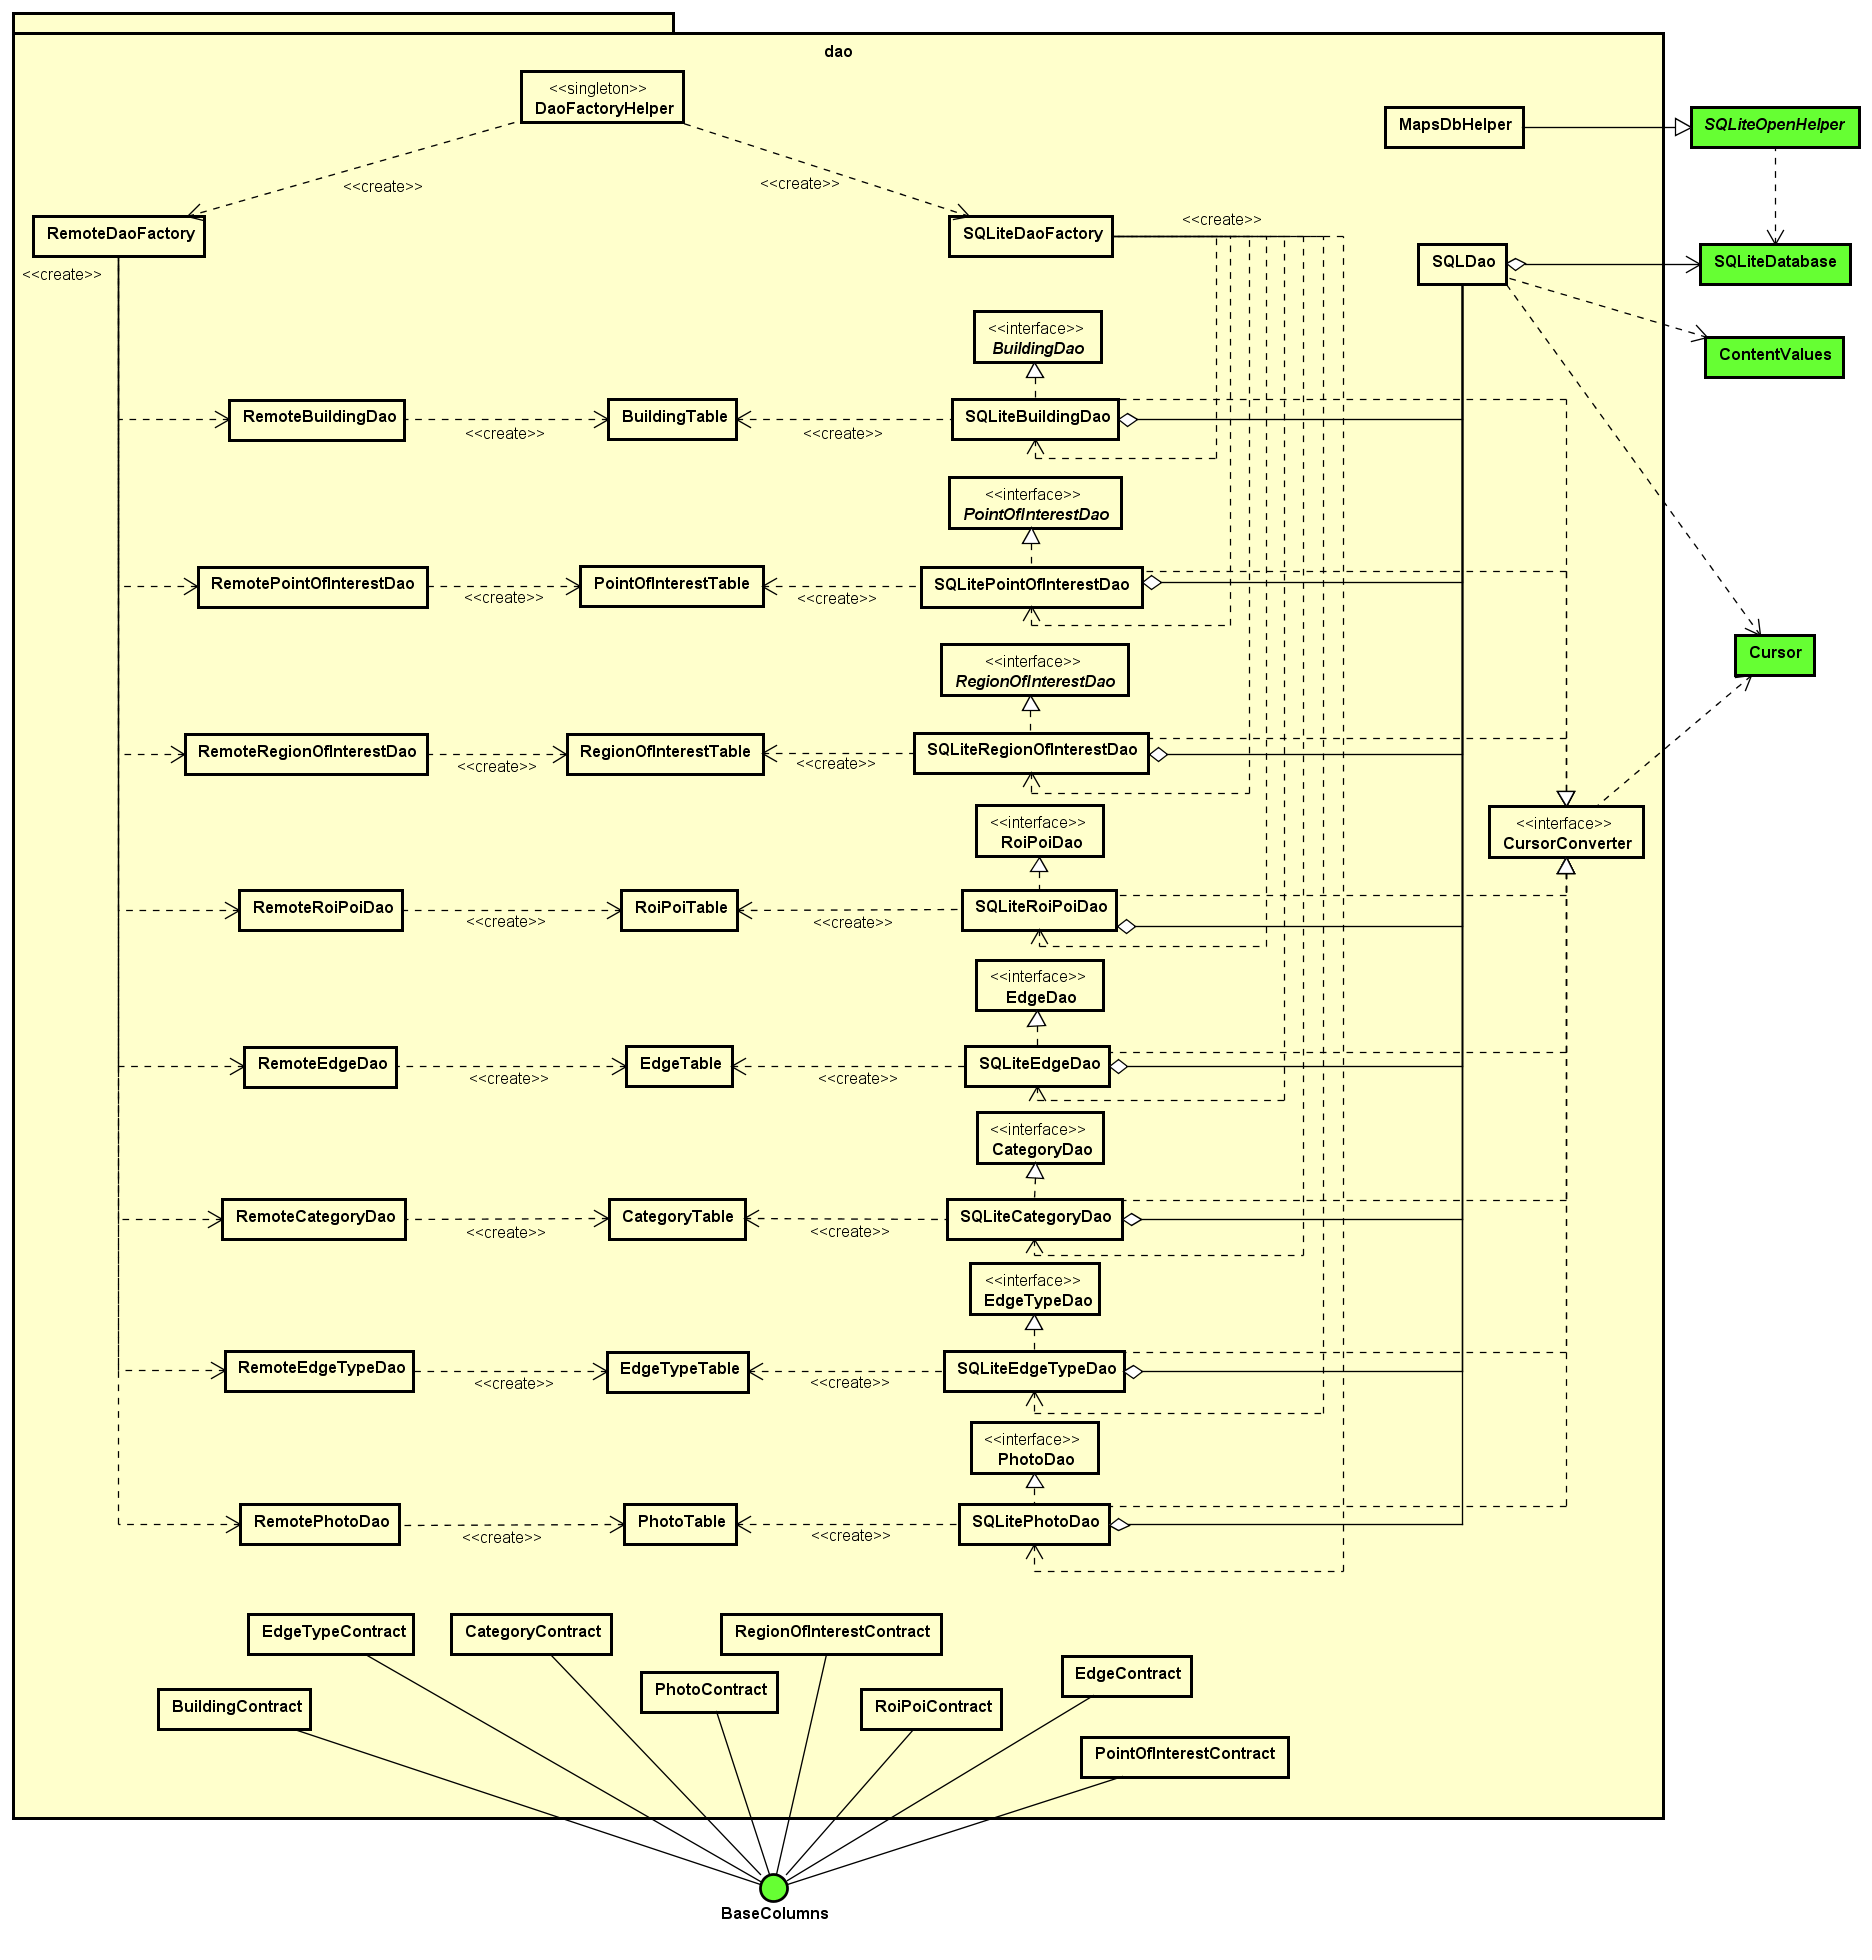 dao
<<singleton>>
DaoFactoryHelper
MapsDbHelper
SQLiteOpenHelper
<<create>>
<<create>>
RemoteDaoFactory
SQLiteDaoFactory
<<create>>
<<create>>
SQLDao
SQLiteDatabase
<<interface>>
BuildingDao
ContentValues
RemoteBuildingDao
<<create>>
BuildingTable
<<create>>
SQLiteBuildingDao
<<interface>>
PointOfInterestDao
RemotePointOfInterestDao
<<create>>
PointOfInterestTable
<<create>>
SQLitePointOfInterestDao
<<interface>>
RegionOfInterestDao
Cursor
RemoteRegionOfInterestDao
<<create>>
RegionOfInterestTable
<<create>>
SQLiteRegionOfInterestDao
<<interface>>
RoiPoiDao
<<interface>>
CursorConverter
RemoteRoiPoiDao
<<create>>
RoiPoiTable
<<create>>
SQLiteRoiPoiDao
<<interface>>
EdgeDao
RemoteEdgeDao
<<create>>
EdgeTable
<<create>>
SQLiteEdgeDao
<<interface>>
CategoryDao
RemoteCategoryDao
<<create>>
CategoryTable
<<create>>
SQLiteCategoryDao
<<interface>>
EdgeTypeDao
RemoteEdgeTypeDao
<<create>>
EdgeTypeTable
<<create>>
SQLiteEdgeTypeDao
<<interface>>
PhotoDao
RemotePhotoDao
<<create>>
PhotoTable
<<create>>
SQLitePhotoDao
EdgeTypeContract
CategoryContract
RegionOfInterestContract
EdgeContract
PhotoContract
BuildingContract
RoiPoiContract
PointOfInterestContract
BaseColumns